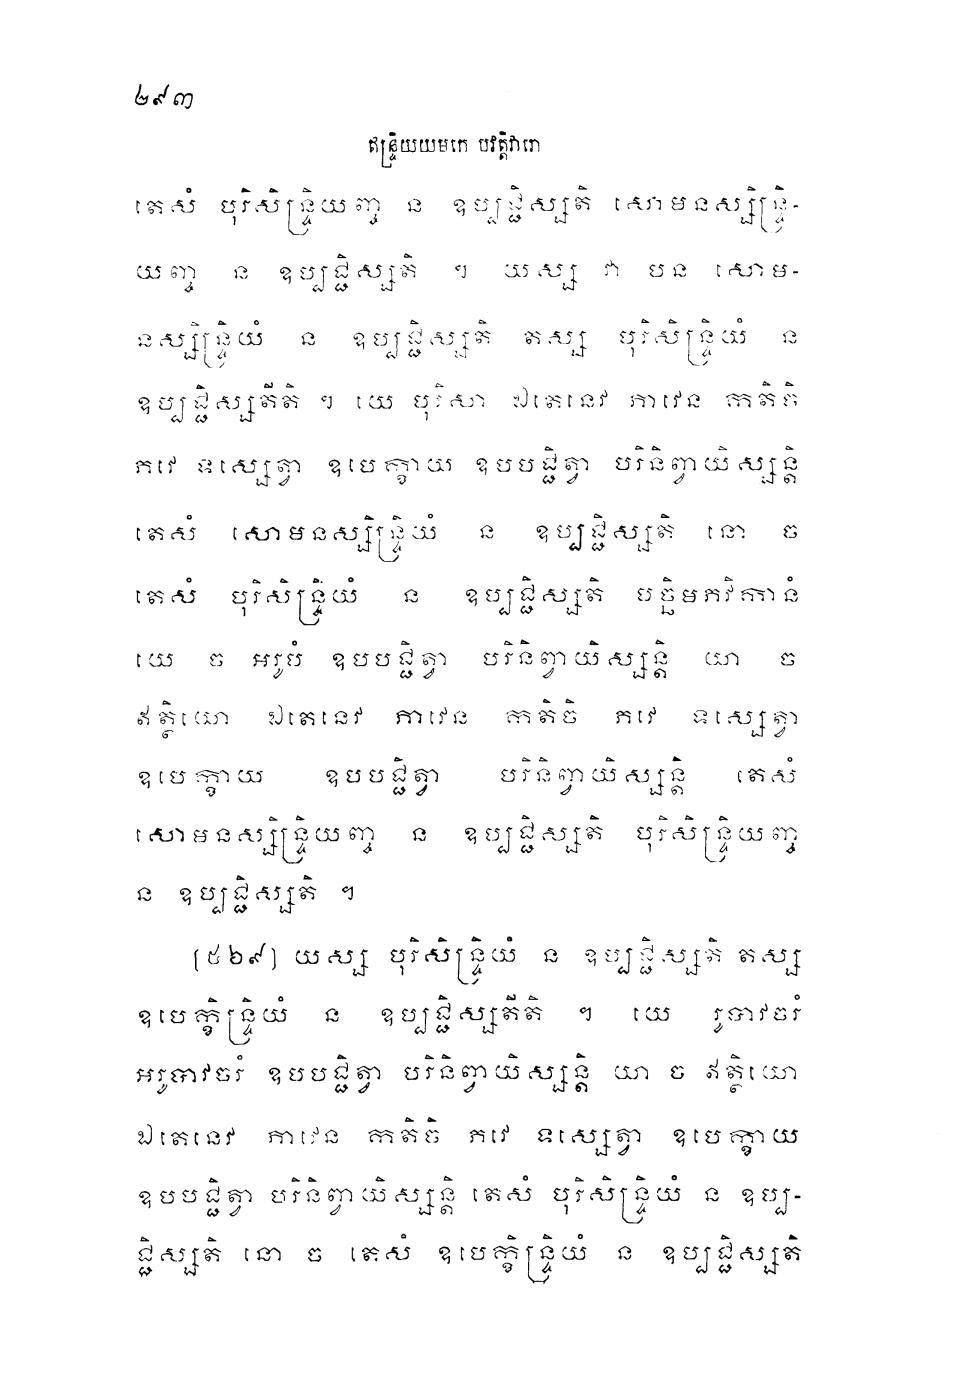 ២៩៣
ឥន្ទ្រិយយមកេ បវត្តិវារោ
តេសំ បុរិសិន្ទ្រិយញ្ច ន ឧប្បជ្ជិស្សតិ សោមនស្សិន្ទ្រិ-
យញ្ច ន ឧប្បជ្ជិស្សតិ ។ យស្ស វា បន សោម-
នស្សិន្ទ្រិយំ ន ឧប្បជ្ជិស្សតិ តស្ស បុរិសិន្ទ្រិយំ ន
ឧប្បជ្ជិស្សតីតិ ។ យេ បុរិសា ឯតេនេវ ភាវេន កតិចិ
ភវេ ទស្សេត្វា ឧបេក្ខាយ ឧបបជ្ជិត្វា បរិនិព្វាយិស្សន្តិ
តេសំ សោមនស្សិន្ទ្រិយំ ន ឧប្បជ្ជិស្សតិ នោ ច
តេសំ បុរិសិន្ទ្រិយំ ន ឧប្បជ្ជិស្សតិ បច្ឆិមភវិកានំ
យេ ច អរូបំ ឧបបជ្ជិត្វា បរិនិព្វាយិស្សន្តិ យា ច
ឥត្ថិយោ ឯតេនេវ ភាវេន កតិចិ ភវេ ទស្សេត្វា
ឧបេក្ខាយ ឧបបជ្ជិត្វា បរិនិព្វាយិស្សន្តិ តេសំ
សោមនស្សិន្ទ្រិយញ្ច ន ឧប្បជ្ជិស្សតិ បុរិសិន្ទ្រិយញ្ច
ន ឧប្បជ្ជិស្សតិ ។
[៥៦៩] យស្ស បុរិសិន្ទ្រិយំ ន ឧប្បជ្ជិស្សតិ តស្ស
ឧបេក្ខិន្ទ្រិយំ ន ឧប្បជ្ជិស្សតីតិ ។ យេ រូបាវចរំ
អរូបាវចរំ ឧបបជ្ជិត្វា បរិនិព្វាយិស្សន្តិ យា ច ឥត្ថិយោ
ឯតេនេវ ភាវេន កតិចិ ភវេ ទស្សេត្វា ឧបេក្ខាយ
ឧបបជ្ជិត្វា បរិនិព្វាយិស្សន្តិ តេសំ បុរិសិន្ទ្រិយំ ន ឧប្ប-
ជ្ជិស្សតិ នោ ច តេសំ ឧបេក្ខិន្ទ្រិយំ ន ឧប្បជ្ជិស្សតិ